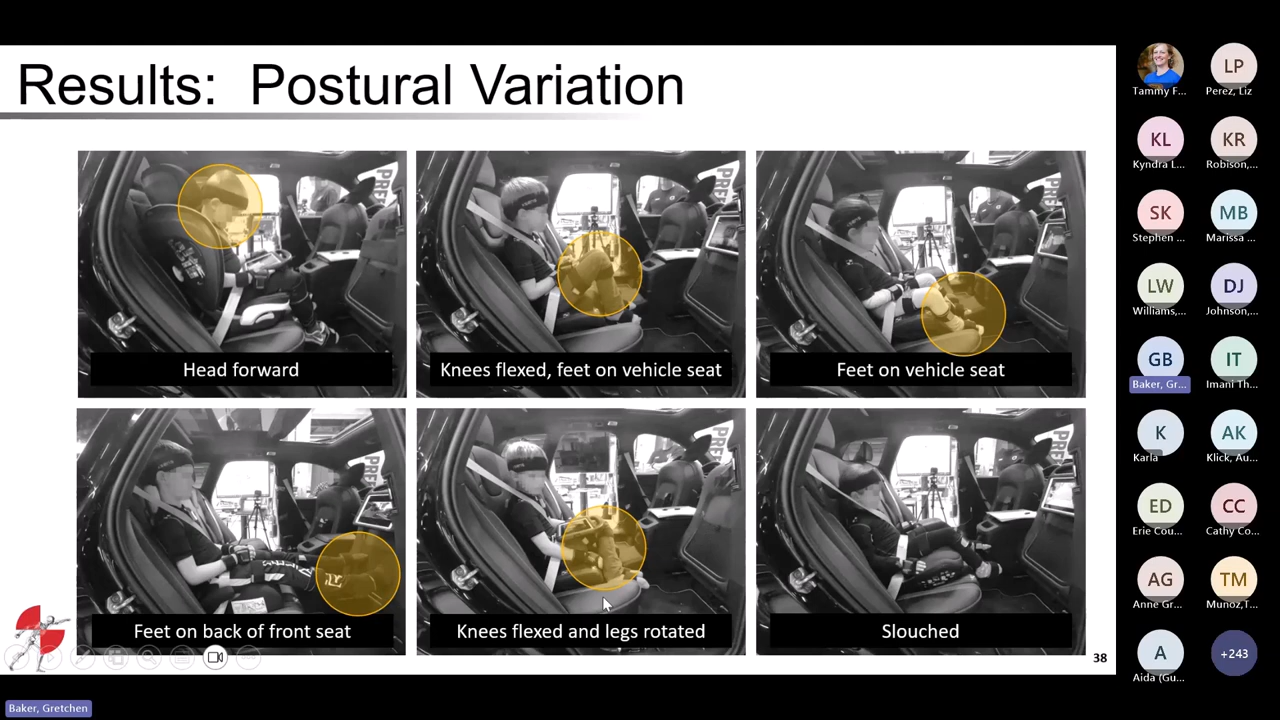 Results: Postural Variation
Head forward
Knees flexed, feet on vehicle seat
Feet on vehicle seat
Feet on back of front seat
Knees flexed and legs rotated
Slouched
38
Tammy F...
LP
Perez, Liz
KL
Kyndra L...
KR
Robison,...
SK
Stephen ...
MB
Marissa ...
LW
Williams,...
DJ
Johnson,...
GB
Baker, Gr...
IT
Imani Th...
K
Karla
AK
Klick, Au...
ED
Erie Cou...
CC
Cathy Co...
AG
Anne Gr...
TM
Munoz,T...
A
Aida (Gu...
+243
Baker, Gretchen